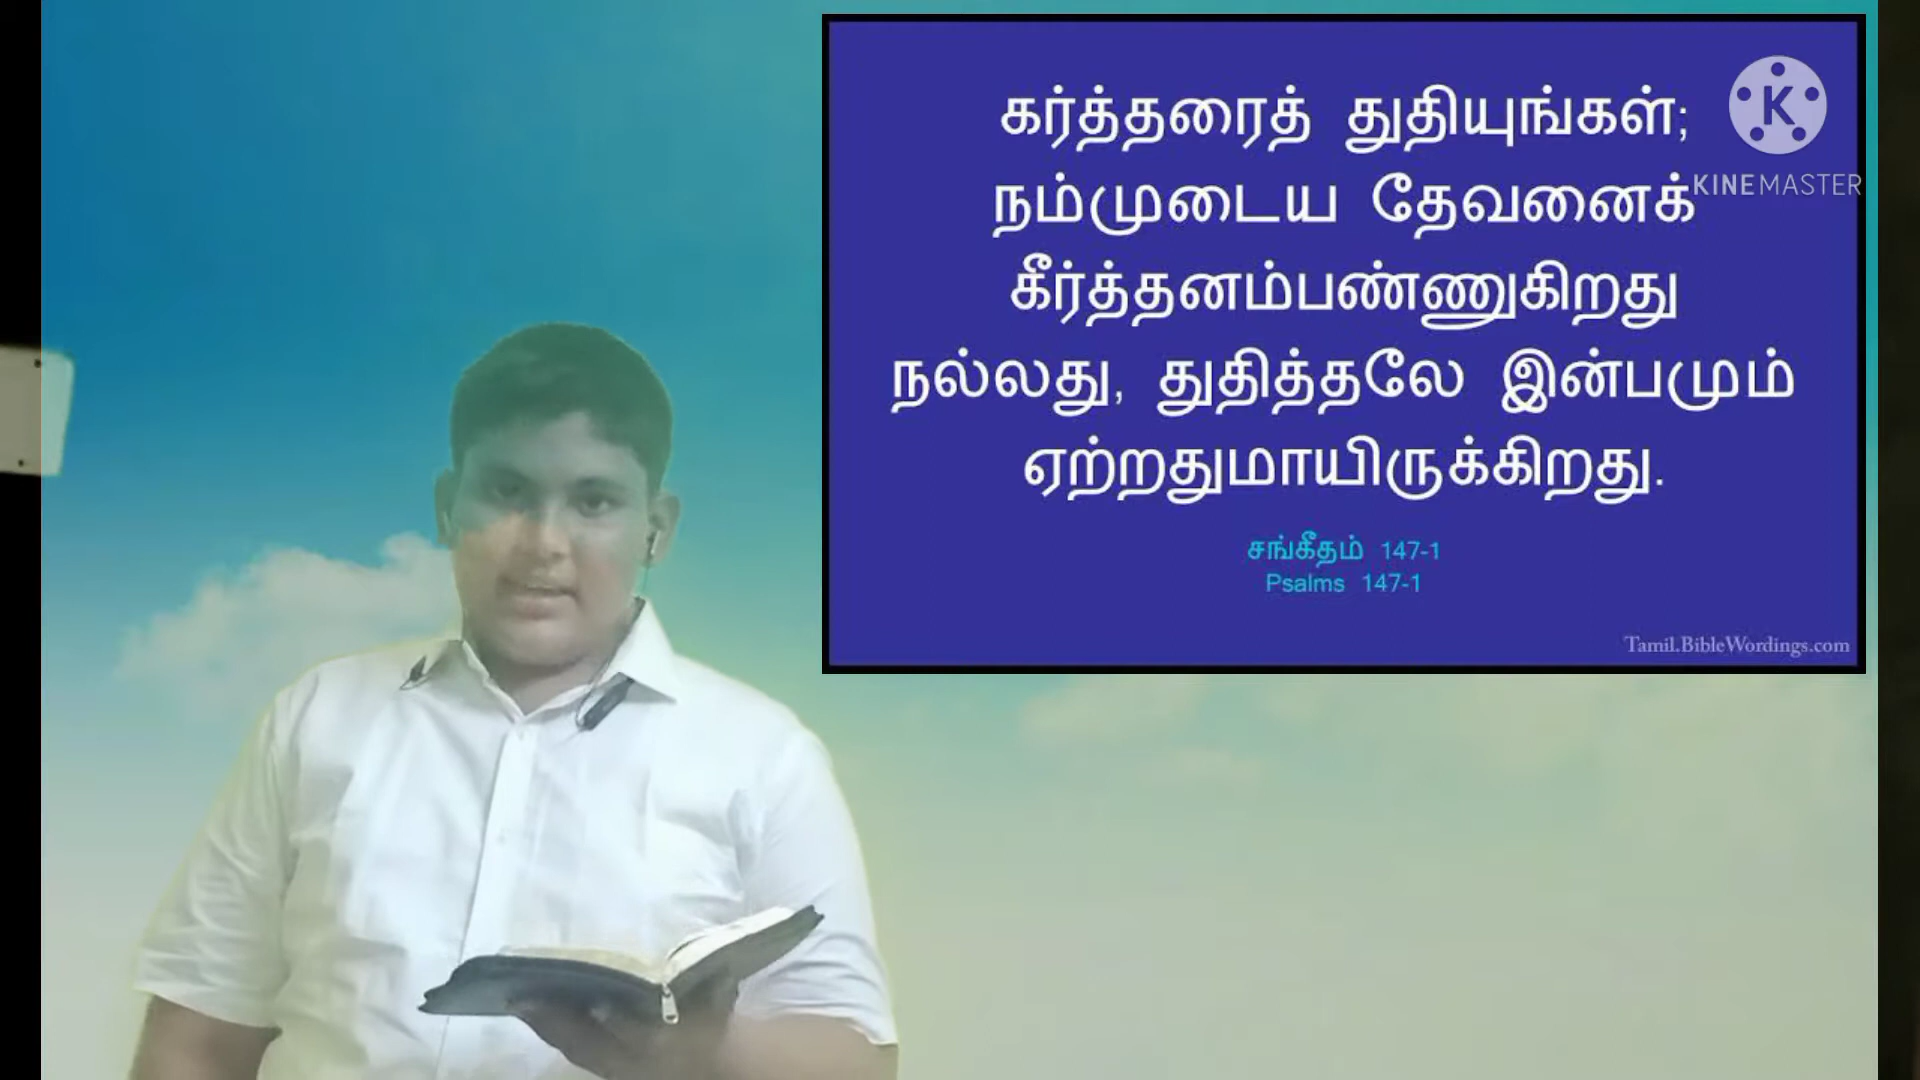 கர்த்தரைத் துதியுங்கள்;
நம்முடைய தேவனைக்
கீர்த்தனம்பண்ணுகிறது
நல்லது, துதித்தலே இன்பமும்
ஏற்றதுமாயிருக்கிறது.
சங்கீதம் 147-1
Psalms 147-1
Tamil.BibleWordings.com
K
KINEMASTER